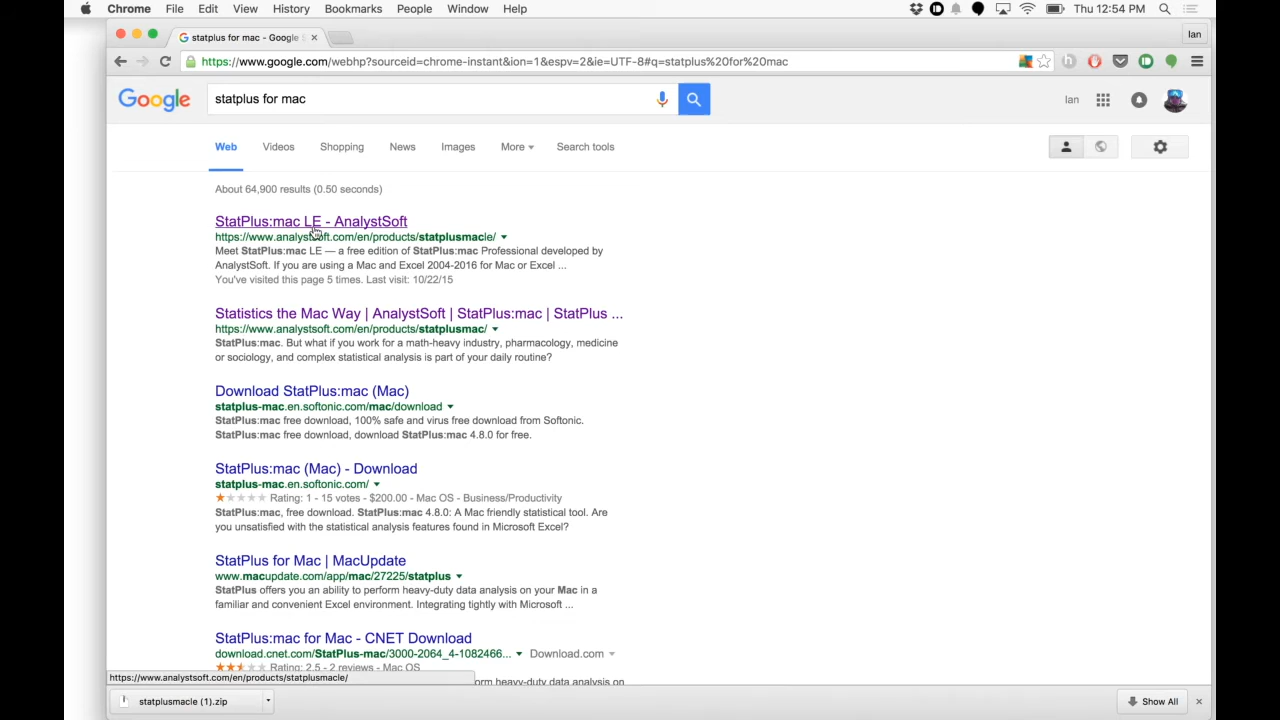 Chrome File Edit View History Bookmarks People Window Help Thu 12:54 PM
statplus for mac - Google S Ian
https://www.google.com/webhp?sourceid=chrome-instant&ion=1&espv=2&ie=UTF-8#q=statplus%20for%20mac
Google statplus for mac Ian
Web Videos Shopping News Images More Search tools
About 64,900 results (0.50 seconds)
StatPlus:mac LE - AnalystSoft
https://www.analystsoft.com/en/products/statplusmacle/
Meet StatPlus:mac LE — a free edition of StatPlus:mac Professional developed by
AnalystSoft. If you are using a Mac and Excel 2004-2016 for Mac or Excel ...
You've visited this page 5 times. Last visit: 10/22/15
Statistics the Mac Way | AnalystSoft | StatPlus:mac | StatPlus ...
https://www.analystsoft.com/en/products/statplusmac/
StatPlus:mac. But what if you work for a math-heavy industry, pharmacology, medicine
or sociology, and complex statistical analysis is part of your daily routine?
Download StatPlus:mac (Mac)
statplus-mac.en.softonic.com/mac/download
StatPlus:mac free download, 100% safe and virus free download from Softonic.
StatPlus:mac free download, download StatPlus:mac 4.8.0 for free.
StatPlus:mac (Mac) - Download
statplus-mac.en.softonic.com/
Rating: 1 - 15 votes - $200.00 - Mac OS - Business/Productivity
StatPlus:mac, free download. StatPlus:mac 4.8.0: A Mac friendly statistical tool. Are
you unsatisfied with the statistical analysis features found in Microsoft Excel?
StatPlus for Mac | MacUpdate
www.macupdate.com/app/mac/27225/statplus
StatPlus offers you an ability to perform heavy-duty data analysis on your Mac in a
familiar and convenient Excel environment. Integrating tightly with Microsoft ...
StatPlus:mac for Mac - CNET Download
download.cnet.com/StatPlus-mac/3000-2064_4-1082466... Download.com
Rating: 2.5 - 2 reviews - Mac OS
https://www.analystsoft.com/en/products/statplusmacle/ orm heavy-duty data analysis on
statplusmacle (1).zip Show All